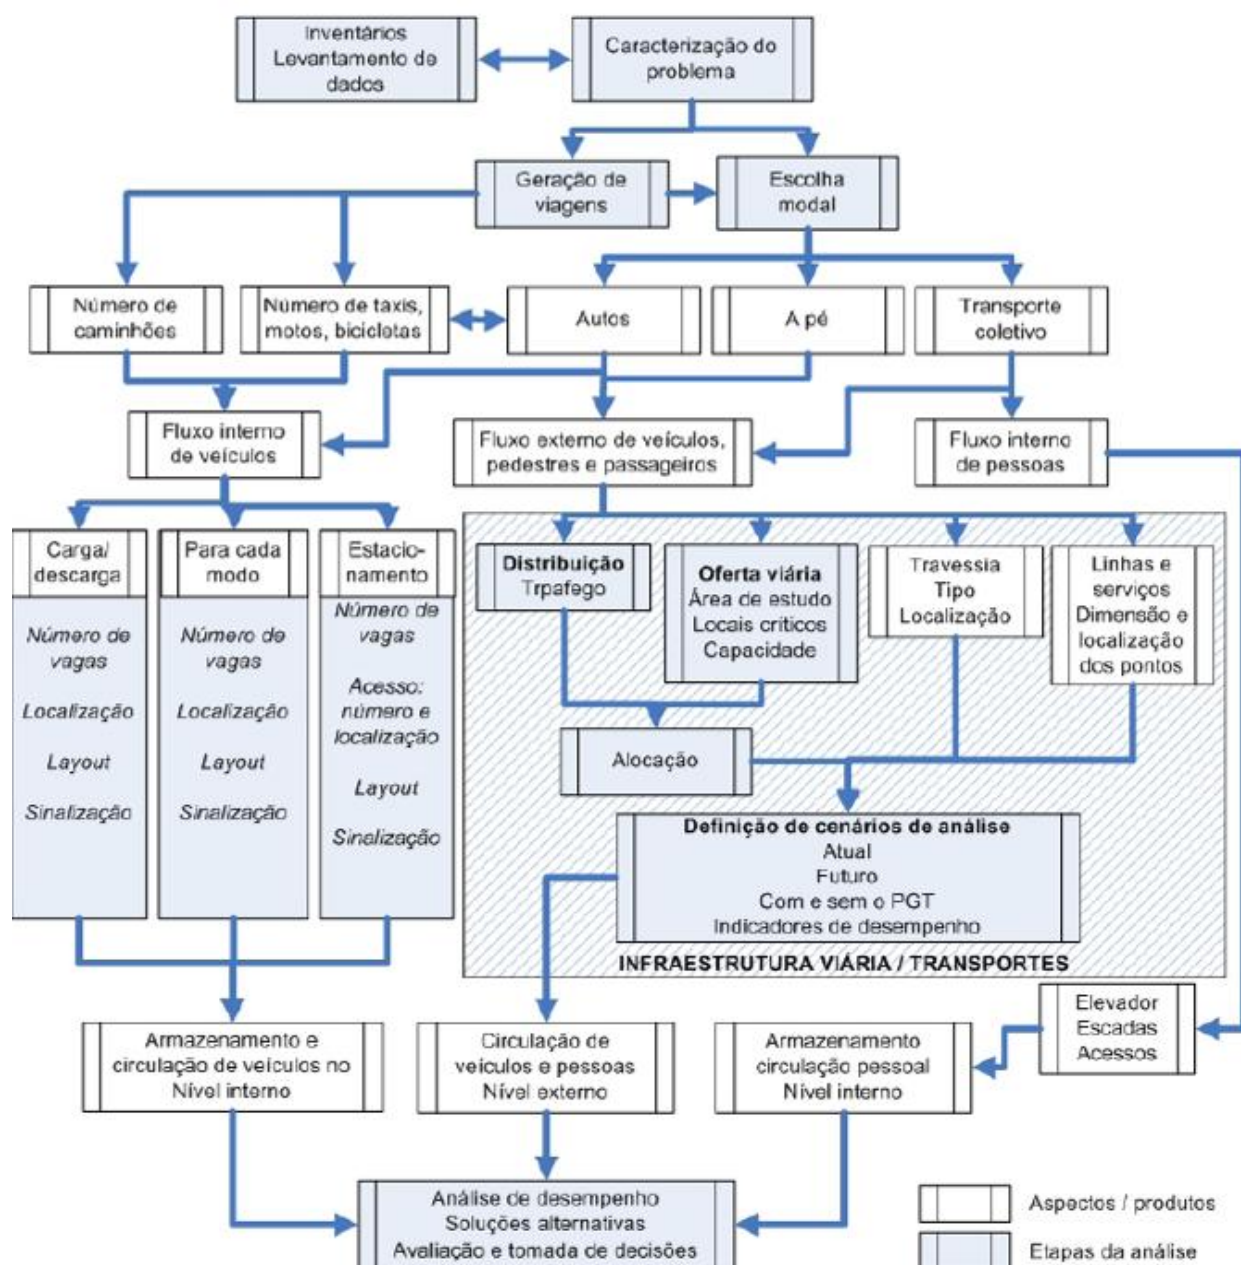 Inventários
Levantamento de
dados
Caracterização do
problema
Geração de
viagens
Escolha
modal
Número de
caminhões
Número de taxis,
motos, bicicletas
Autos
A pé
Transporte
coletivo
Fluxo interno
de veículos
Fluxo externo de veículos,
pedestres e passageiros
Fluxo interno
de pessoas
Carga/
descarga
Número de
vagas
Localização
Layout
Sinalização
Para cada
modo
Número de
vagas
Localização
Layout
Sinalização
Estacio-
namento
Número de
vagas
Acesso:
número e
localização
Layout
Sinalização
Distribuição
Trpafego
Oferta viária
Área de estudo
Locais criticos
Capacidade
Travessia
Tipo
Localização
Linhas e
serviços
Dimensão e
localização
dos pontos
Alocação
Definição de cenários de análise
Atual
Futuro
Com e sem o PGT
Indicadores de desempenho
INFRAESTRUTURA VIÁRIA / TRANSPORTES
Elevador
Escadas
Acessos
Armazenamento e
circulação de veículos no
Nível interno
Circulação de
veículos e pessoas
Nível externo
Armazenamento
circulação pessoal
Nível interno
Análise de desempenho
Soluções alternativas
Avaliação e tomada de decisões
Aspectos / produtos
Etapas da análise